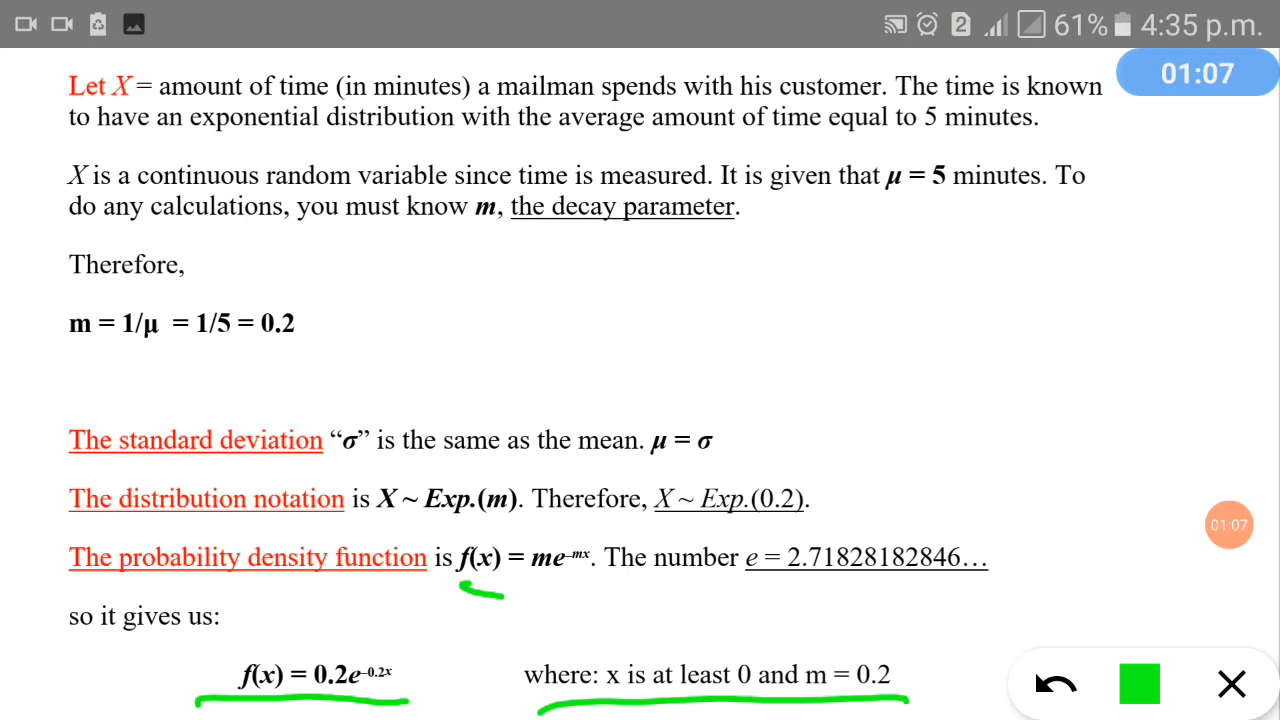 2 61% 4:35 p.m.
01:07
Let X = amount of time (in minutes) a mailman spends with his customer. The time is known
to have an exponential distribution with the average amount of time equal to 5 minutes.
X is a continuous random variable since time is measured. It is given that μ = 5 minutes. To
do any calculations, you must know m, the decay parameter.
Therefore,
m = 1/μ = 1/5 = 0.2
The standard deviation “σ” is the same as the mean. μ = σ
The distribution notation is X ~ Exp.(m). Therefore, X ~ Exp.(0.2).
01:07
The probability density function is f(x) = me⁻ᵐˣ. The number e = 2.71828182846…
so it gives us:
f(x) = 0.2e⁻⁰·²ˣ where: x is at least 0 and m = 0.2